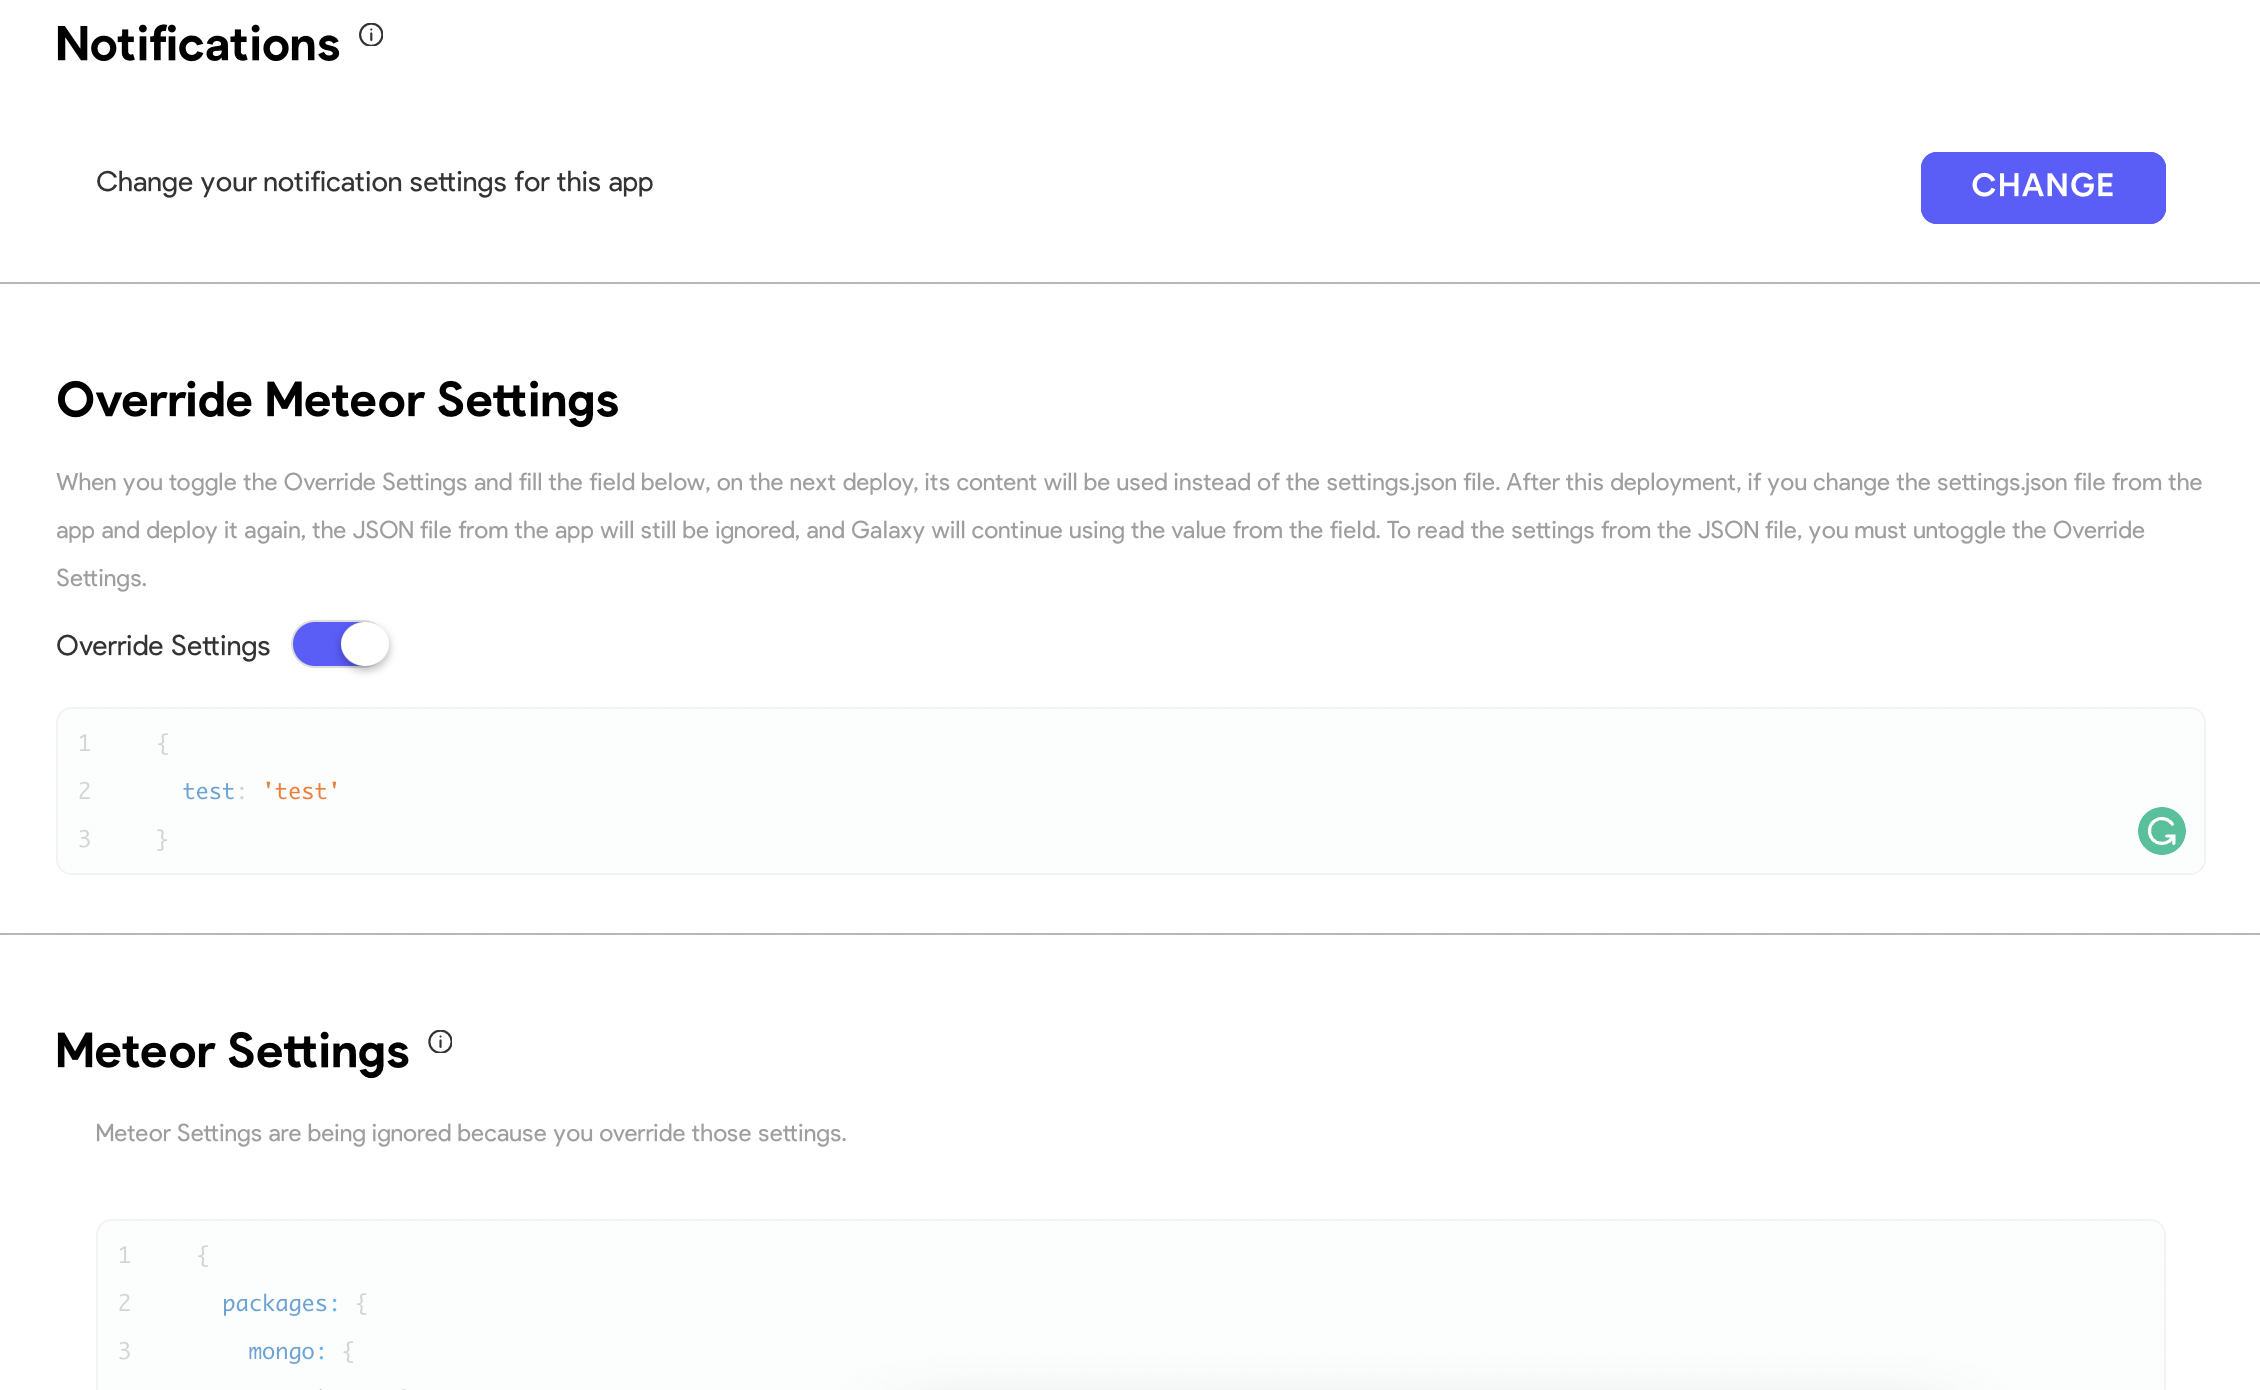 Notifications
Change your notification settings for this app
CHANGE
Override Meteor Settings
When you toggle the Override Settings and fill the field below, on the next deploy, its content will be used instead of the settings.json file. After this deployment, if you change the settings.json file from the
app and deploy it again, the JSON file from the app will still be ignored, and Galaxy will continue using the value from the field. To read the settings from the JSON file, you must untoggle the Override
Settings.
Override Settings
1 {
2 test: 'test'
3 }
Meteor Settings
Meteor Settings are being ignored because you override those settings.
1 {
2 packages: {
3 mongo: {